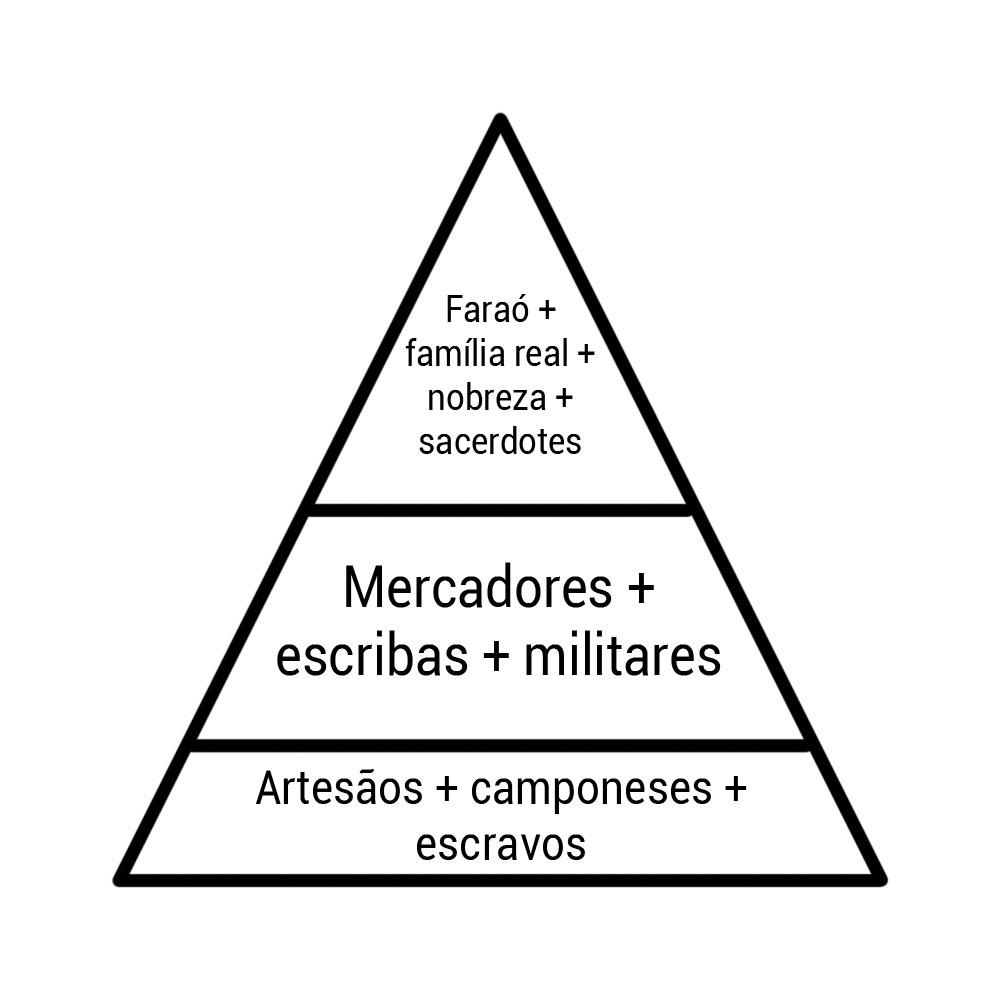 Faraó +
família real +
nobreza +
sacerdotes
Mercadores +
escribas + militares
Artesãos + camponeses +
escravos